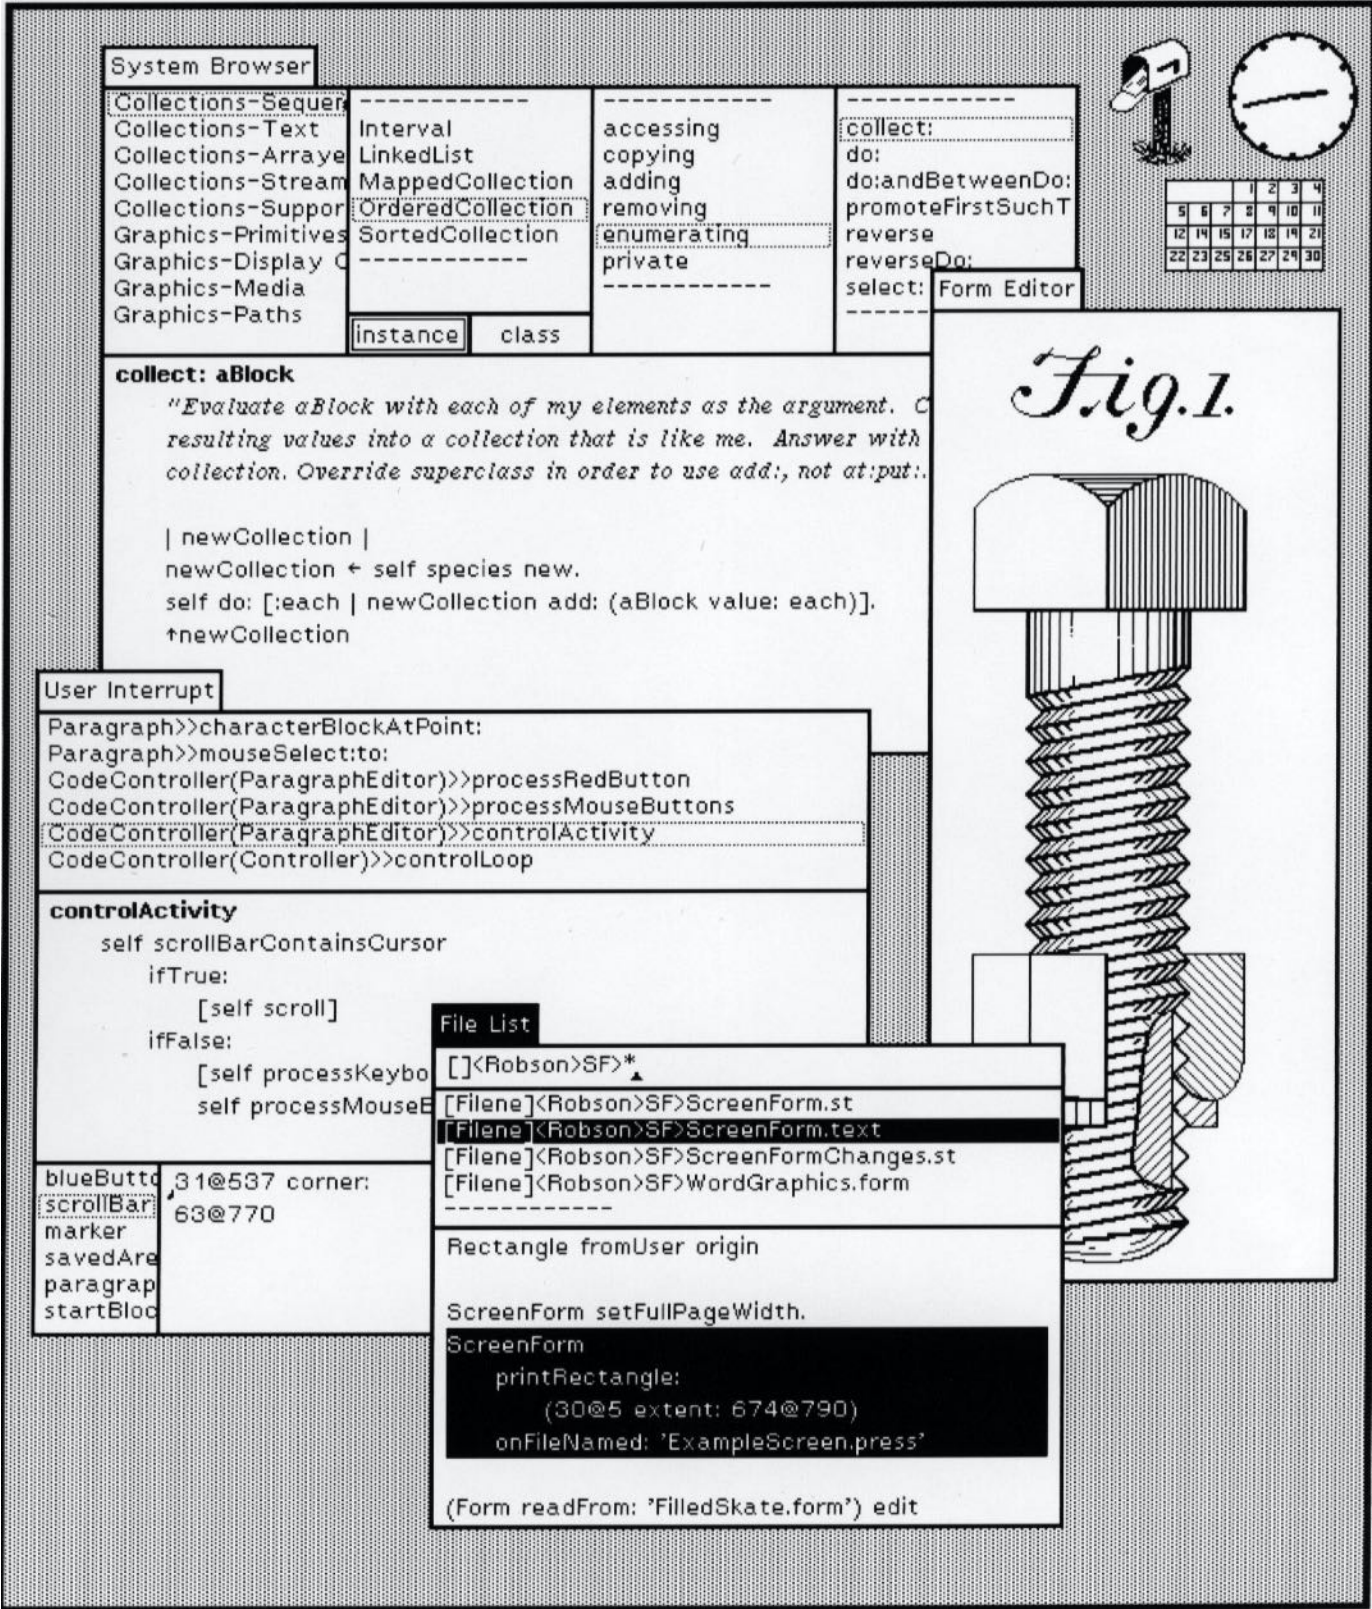 System Browser
Collections-Sequen
Collections-Text
Collections-Arraye
Collections-Stream
Collections-Suppor
Graphics-Primitives
Graphics-Display
Graphics-Media
Graphics-Paths
------------
Interval
LinkedList
MappedCollection
OrderedCollection
SortedCollection
------------
instance
class
------------
accessing
copying
adding
removing
enumerating
private
------------
------------
collect:
do:
do:andBetweenDo:
promoteFirstSuchT
reverse
reverseDo:
select:
------
1 2 3 4
5 6 7 8 9 10 11
12 14 15 17 18 19 21
22 23 25 26 27 29 30
collect: aBlock
"Evaluate aBlock with each of my elements as the argument. C
resulting values into a collection that is like me. Answer with
collection. Override superclass in order to use add:, not at:put:.
| newCollection |
newCollection ← self species new.
self do: [:each | newCollection add: (aBlock value: each)].
↑newCollection
Form Editor
Fig.1.
User Interrupt
Paragraph>>characterBlockAtPoint:
Paragraph>>mouseSelect:to:
CodeController(ParagraphEditor)>>processRedButton
CodeController(ParagraphEditor)>>processMouseButtons
CodeController(ParagraphEditor)>>controlActivity
CodeController(Controller)>>controlLoop
controlActivity
self scrollBarContainsCursor
ifTrue:
[self scroll]
ifFalse:
[self processKeybo
self processMouseB
blueButto
scrollBar
marker
savedAre
paragrap
startBloc
31@537 corner:
63@770
File List
[]<Robson>SF>*
[Filene]<Robson>SF>ScreenForm.st
[Filene]<Robson>SF>ScreenForm.text
[Filene]<Robson>SF>ScreenFormChanges.st
[Filene]<Robson>SF>WordGraphics.form
------------
Rectangle fromUser origin
ScreenForm setFullPageWidth.
ScreenForm
printRectangle:
(30@5 extent: 674@790)
onFileNamed: 'ExampleScreen.press'
(Form readFrom: 'FilledSkate.form') edit